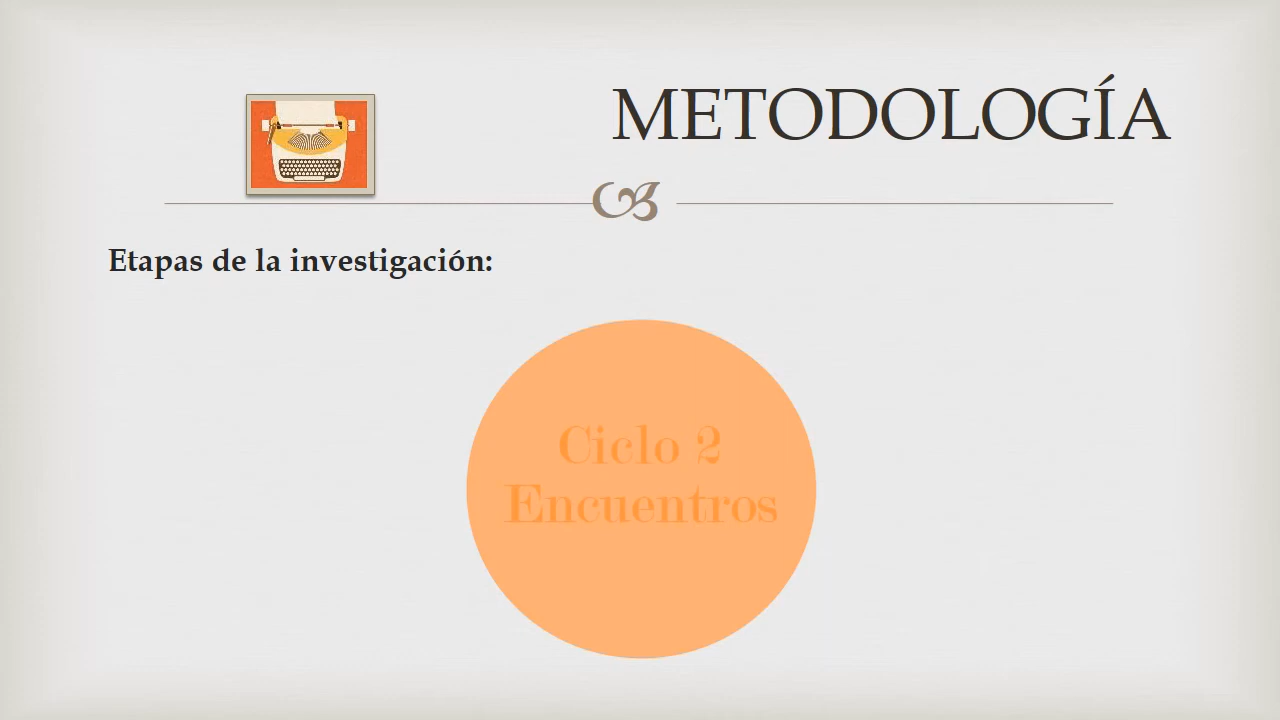 METODOLOGÍA
Etapas de la investigación:
Ciclo 2
Encuentros